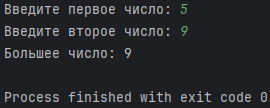 Введите первое число: 5
Введите второе число: 9
Большее число: 9
Process finished with exit code 0